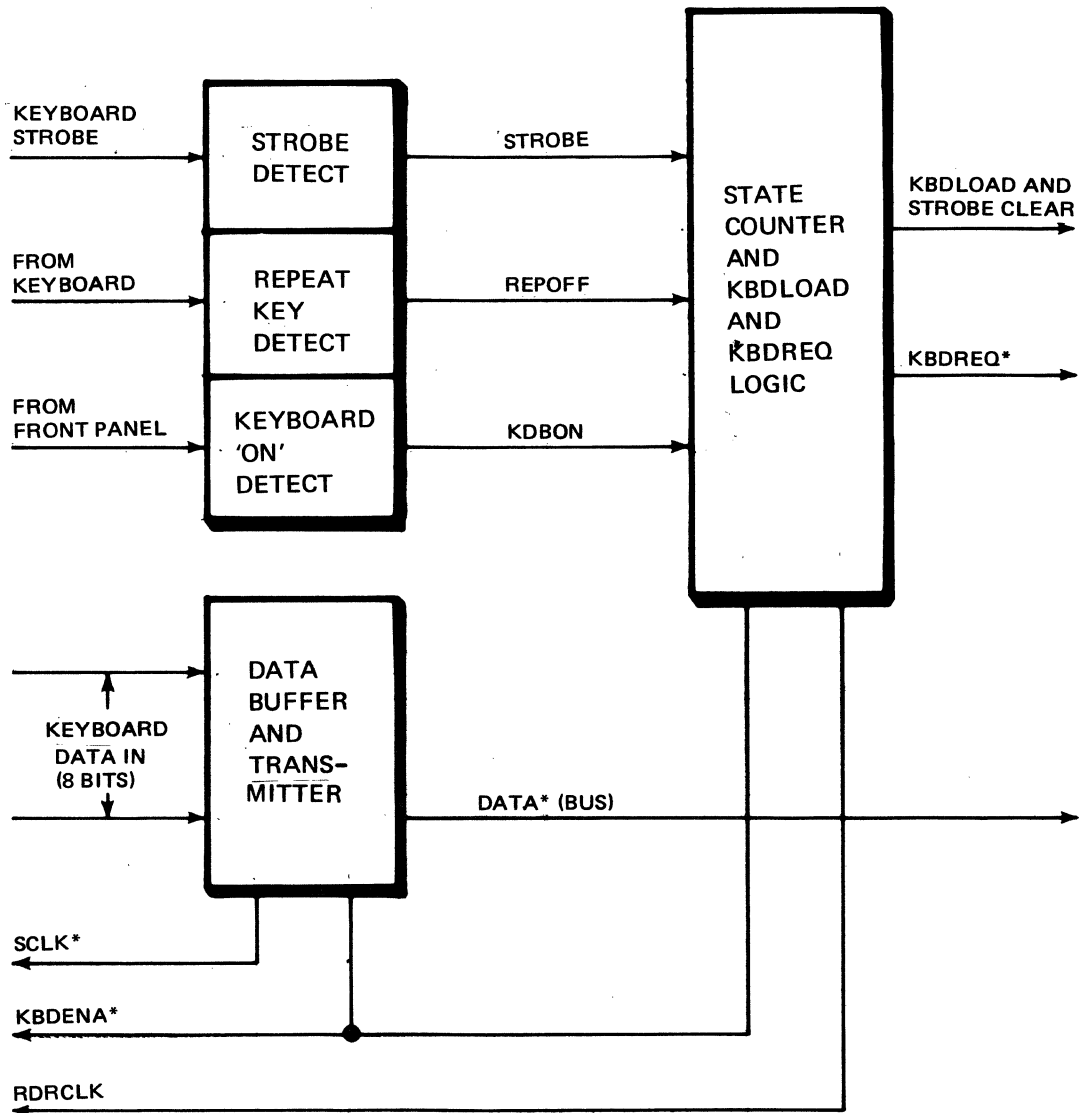 KEYBOARD
STROBE
STROBE
DETECT
STROBE
STATE
COUNTER
AND
KBDLOAD
AND
KBDREQ
LOGIC
KBDLOAD AND
STROBE CLEAR
FROM
KEYBOARD
REPEAT
KEY
DETECT
REPOFF
KBDREQ*
FROM
FRONT PANEL
KEYBOARD
'ON'
DETECT
KDBON
KEYBOARD
DATA IN
(8 BITS)
DATA
BUFFER
AND
TRANS-
MITTER
DATA* (BUS)
SCLK*
KBDENA*
RDRCLK